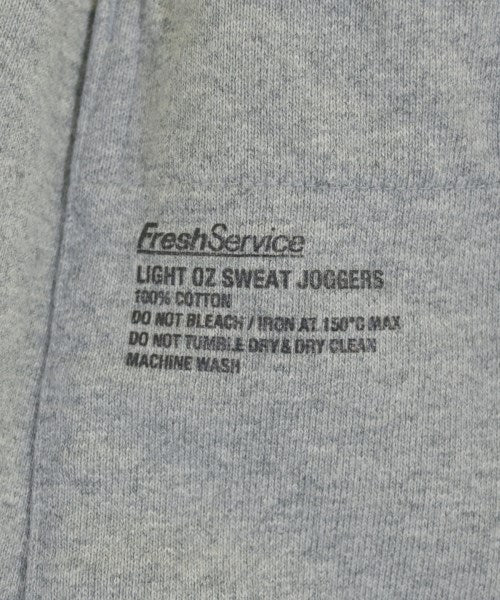 FreshService
LIGHT OZ SWEAT JOGGERS
100% COTTON
DO NOT BLEACH / IRON AT 150°C MAX
DO NOT TUMBLE DRY & DRY CLEAN
MACHINE WASH